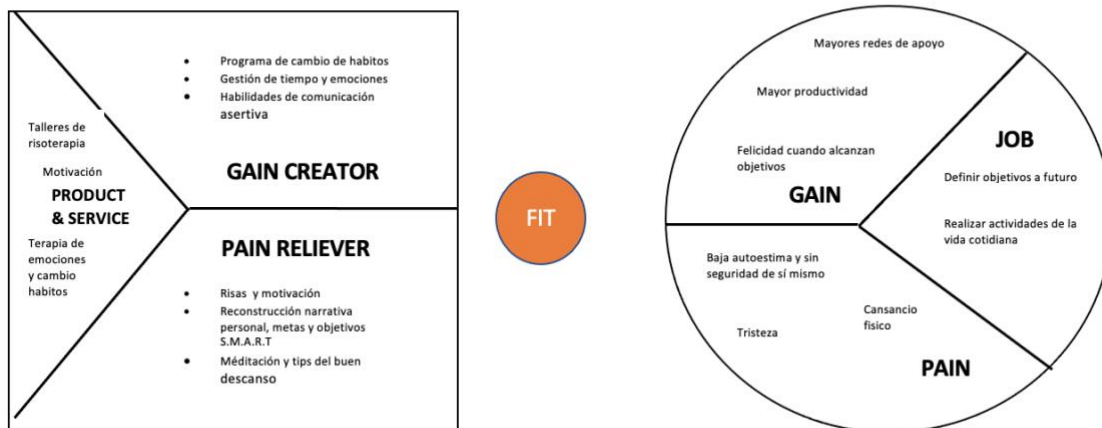 • Programa de cambio de habitos
• Gestión de tiempo y emociones
• Habilidades de comunicación
asertiva
GAIN CREATOR
Talleres de
risoterapia
Motivación
PRODUCT
& SERVICE
Terapia de
emociones
y cambio
habitos
PAIN RELIEVER
• Risas y motivación
• Reconstrucción narrativa
personal, metas y objetivos
S.M.A.R.T
• Méditación y tips del buen
descanso
FIT
Mayores redes de apoyo
Mayor productividad
Felicidad cuando alcanzan
objetivos
GAIN
JOB
Definir objetivos a futuro
Realizar actividades de la
vida cotidiana
Baja autoestima y sin
seguridad de sí mismo
Cansancio
fisico
Tristeza
PAIN